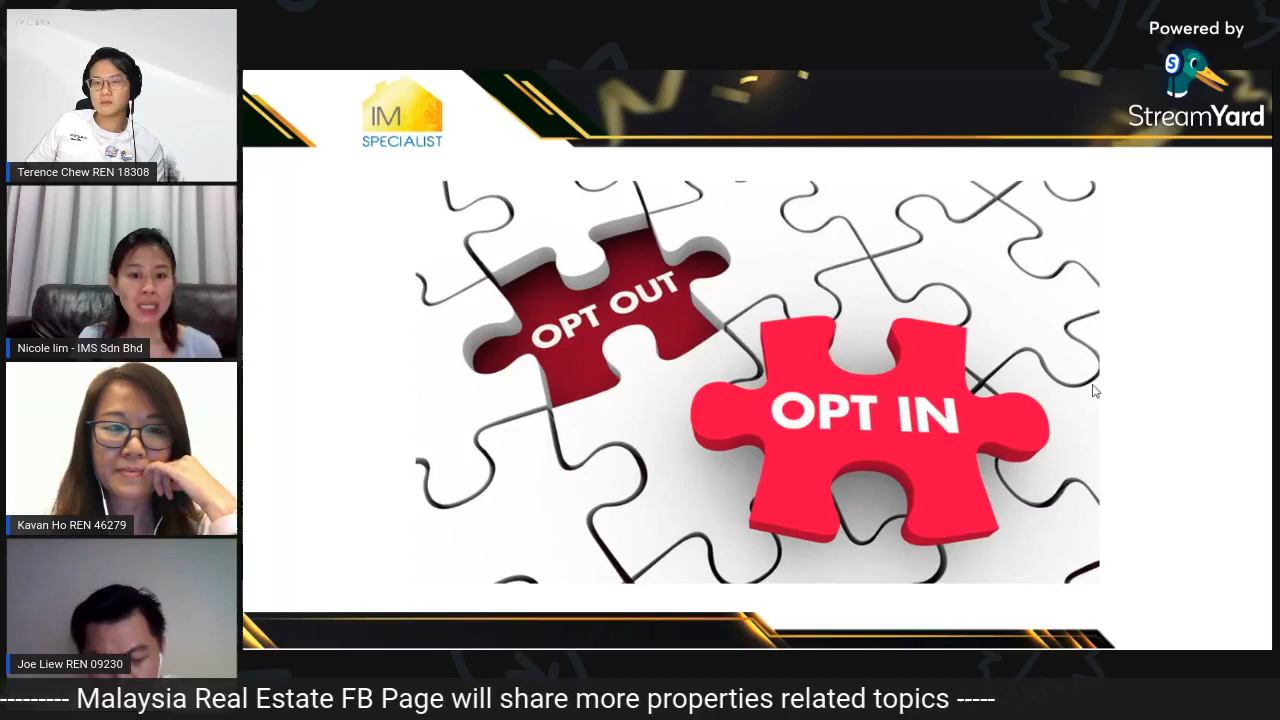 Terence Chew REN 18308
Nicole lim - IMS Sdn Bhd
Kavan Ho REN 46279
Joe Liew REN 09230
Powered by
S
StreamYard
IM
SPECIALIST
OPT OUT
OPT IN
--------- Malaysia Real Estate FB Page will share more properties related topics -----